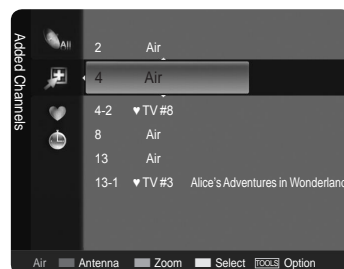 Added Channels
All
2 Air
4 Air
4-2 ♥ TV #8
8 Air
13 Air
13-1 ♥ TV #3 Alice's Adventures in Wonderland
Air Antenna Zoom Select TOOLS Option